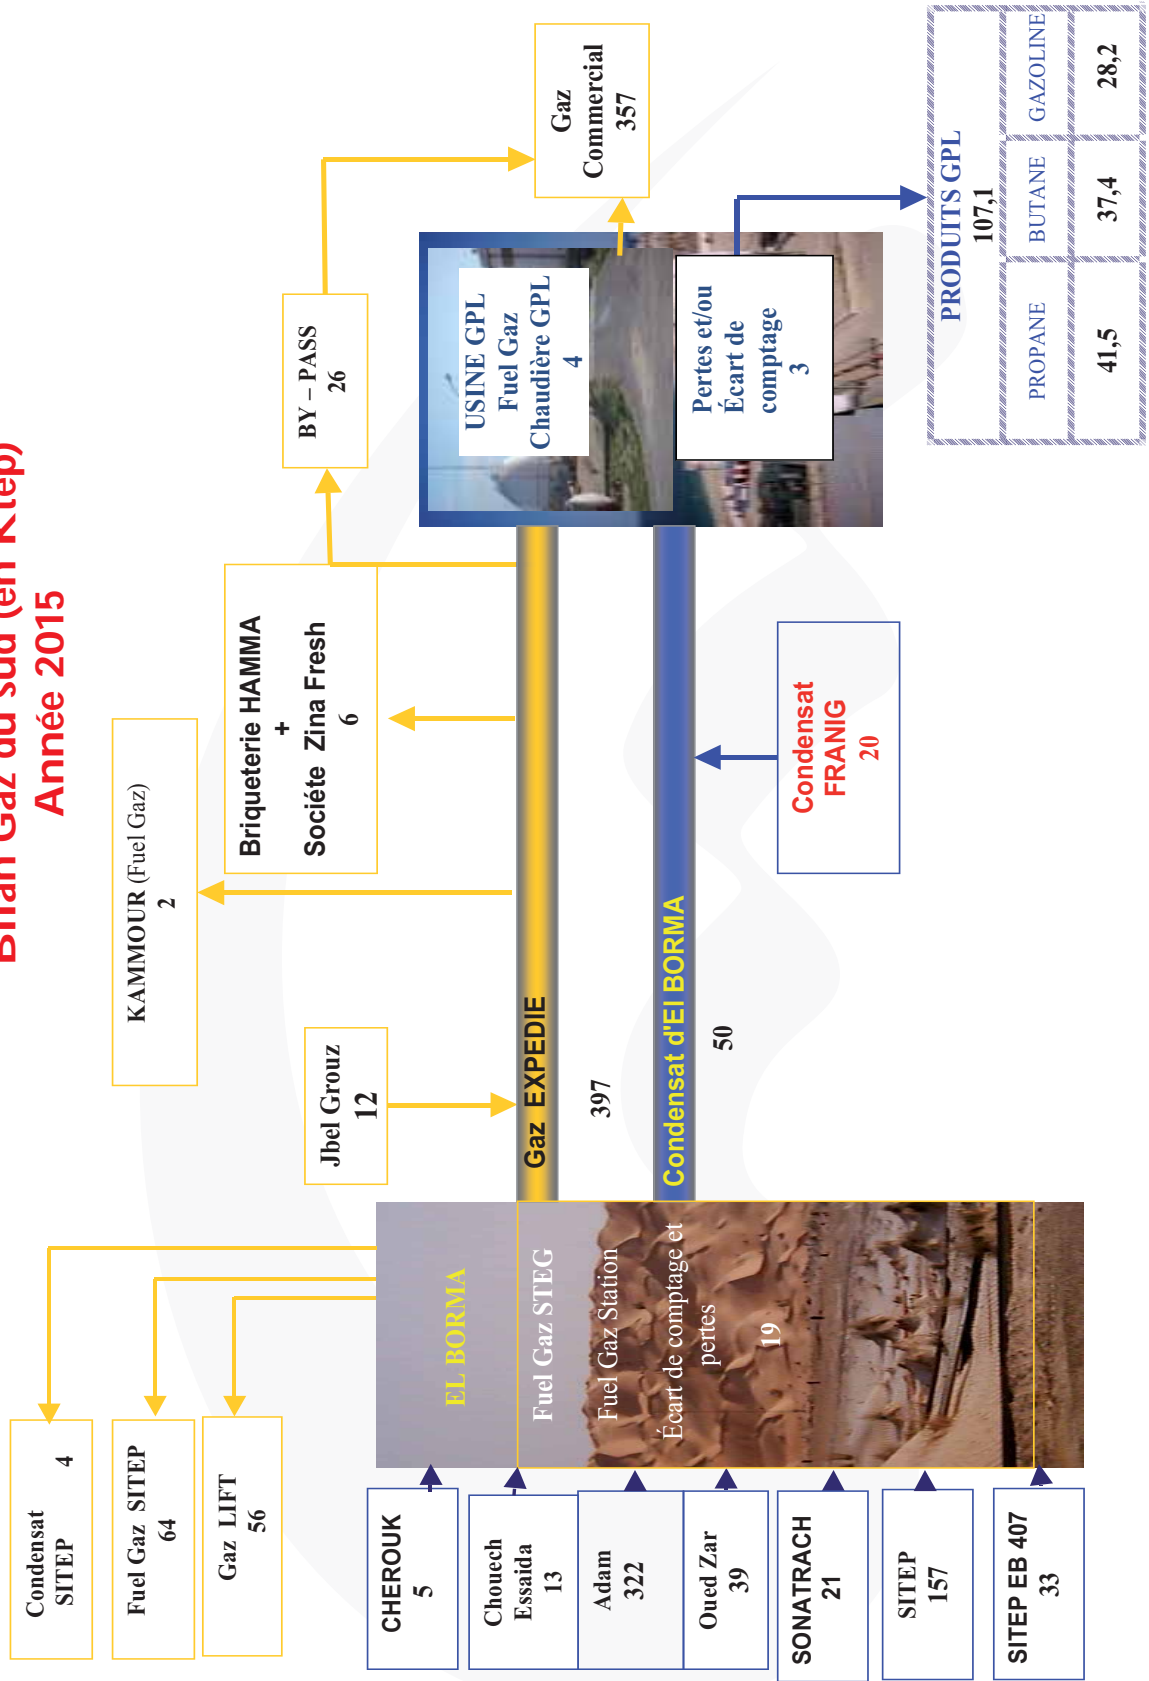 Bilan Gaz du sud (en Ktep)
Année 2015
Condensat
SITEP 4
Fuel Gaz SITEP
64
Gaz LIFT
56
KAMMOUR (Fuel Gaz)
2
Briqueterie HAMMA
+
Sociéte Zina Fresh
6
BY – PASS
26
Jbel Grouz
12
Gaz
Commercial
357
CHEROUK
5
Chouech
Essaida
13
Adam
322
Oued Zar
39
SONATRACH
21
SITEP
157
SITEP EB 407
33
EL BORMA
Fuel Gaz STEG
Fuel Gaz Station
Écart de comptage et
pertes
19
Gaz EXPEDIE
397
Condensat d'El BORMA
50
Condensat
FRANIG
20
USINE GPL
Fuel Gaz
Chaudière GPL
4
Pertes et/ou
Écart de
comptage
3
PRODUITS GPL
107,1
PROPANE BUTANE GAZOLINE
41,5 37,4 28,2